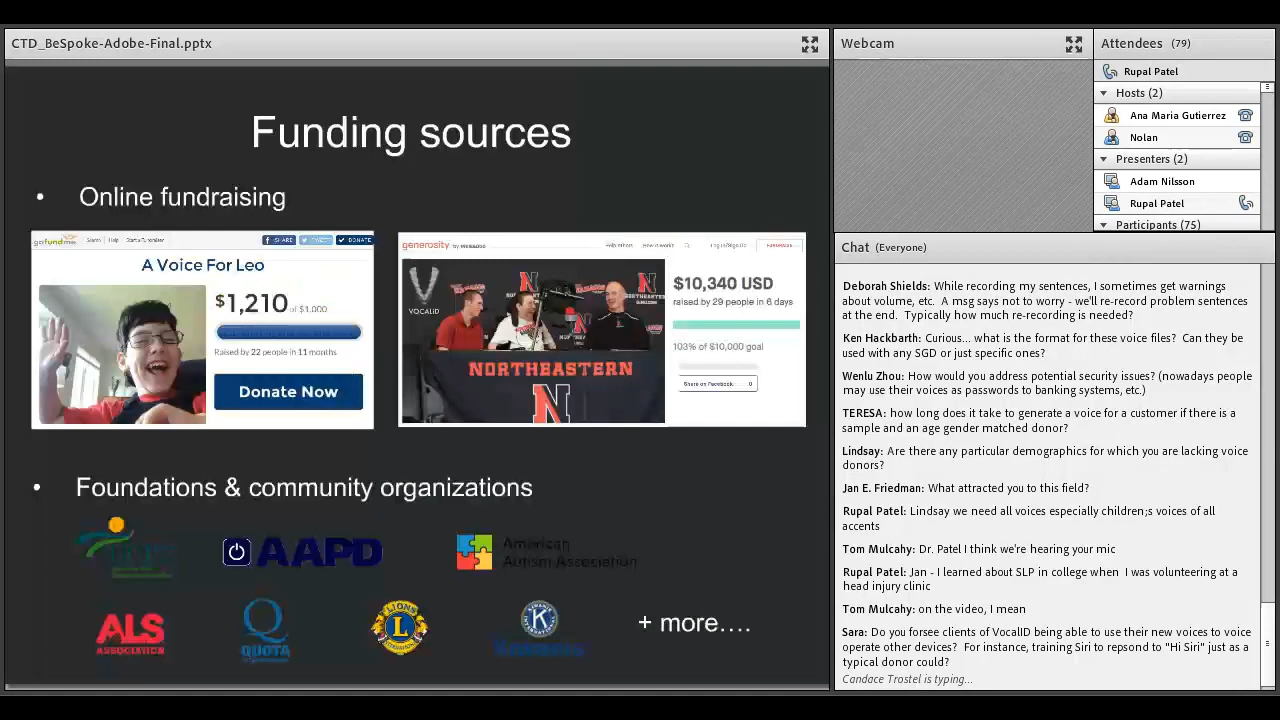 CTD_BeSpoke-Adobe-Final.pptx
Funding sources
• Online fundraising
gofundme
Help
Start a Fundraiser
SHARE
TWEET
DONATE
A Voice For Leo
$1,210 of $1,000
Raised by 22 people in 11 months
Donate Now
generosity
VOCALiD
N
NORTHEASTERN
N
$10,340 USD
raised by 29 people in 6 days
103% of $10,000 goal
Share on Facebook
0
• Foundations & community organizations
AAPD
American
Autism Association
ALS
ASSOCIATION
Q
QUOTA
LIONS
L
K
Kiwanis
+ more....
Webcam
Attendees (79)
Rupal Patel
Hosts (2)
Ana Maria Gutierrez
Nolan
Presenters (2)
Adam Nilsson
Rupal Patel
Participants (75)
Chat (Everyone)
Deborah Shields: While recording my sentences, I sometimes get warnings
about volume, etc. A msg says not to worry - we'll re-record problem sentences
at the end. Typically how much re-recording is needed?
Ken Hackbarth: Curious... what is the format for these voice files? Can they be
used with any SGD or just specific ones?
Wenlu Zhou: How would you address potential security issues? (nowadays people
may use their voices as passwords to banking systems, etc.)
TERESA: how long does it take to generate a voice for a customer if there is a
sample and an age gender matched donor?
Lindsay: Are there any particular demographics for which you are lacking voice
donors?
Jan E. Friedman: What attracted you to this field?
Rupal Patel: Lindsay we need all voices especially children;s voices of all
accents
Tom Mulcahy: Dr. Patel I think we're hearing your mic
Rupal Patel: Jan - I learned about SLP in college when I was volunteering at a
head injury clinic
Tom Mulcahy: on the video, I mean
Sara: Do you forsee clients of VocalID being able to use their new voices to voice
operate other devices? For instance, training Siri to repsond to "Hi Siri" just as a
typical donor could?
Candace Trostel is typing...